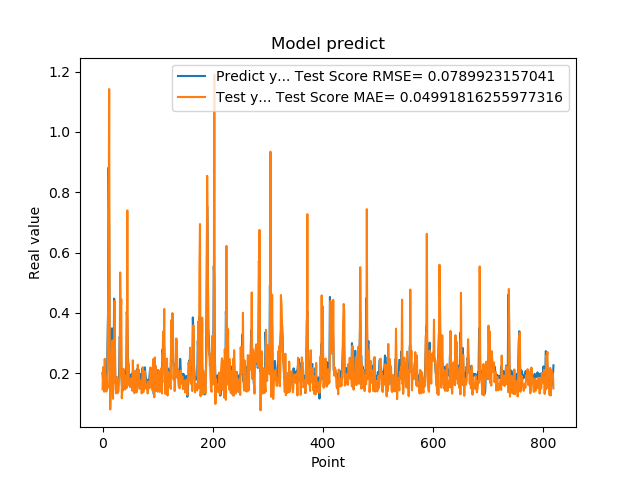 Model predict
Predict y... Test Score RMSE= 0.0789923157041
Test y... Test Score MAE= 0.04991816255977316
1.2
1.0
0.8
0.6
0.4
0.2
Real value
0 200 400 600 800
Point